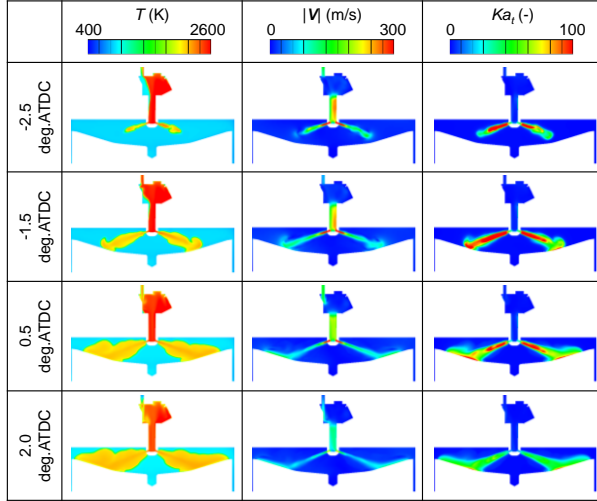 T (K)
400 2600
|V| (m/s)
0 300
Ka_t (-)
0 100
-2.5
deg.ATDC
-1.5
deg.ATDC
0.5
deg.ATDC
2.0
deg.ATDC